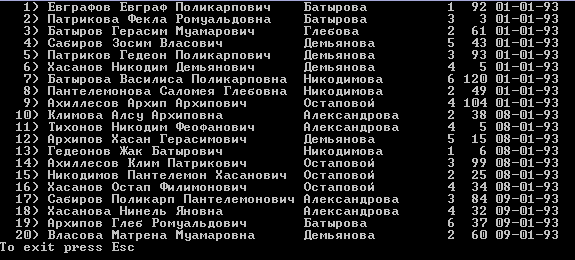 1) Евграфов Евграф Поликарпович Батырова 1 92 01-01-93
2) Патрикова Фекла Ромуальдовна Батырова 3 3 01-01-93
3) Батыров Герасим Муамарович Глебова 2 61 01-01-93
4) Сабиров Зосим Власович Демьянова 5 43 01-01-93
5) Патриков Гедеон Поликарпович Демьянова 3 93 01-01-93
6) Хасанов Никодим Демьянович Демьянова 4 5 01-01-93
7) Батырова Василиса Поликарповна Никодимова 6 120 01-01-93
8) Пантелемонова Саломея Глебовна Никодимова 2 49 01-01-93
9) Ахиллесов Архип Архипович Остаповой 4 104 01-01-93
10) Климова Алсу Архиповна Александрова 2 38 08-01-93
11) Тихонов Никодим Феофанович Александрова 4 5 08-01-93
12) Архипов Хасан Герасимович Демьянова 5 15 08-01-93
13) Гедеонов Жак Батырович Никодимова 1 6 08-01-93
14) Ахиллесов Клим Патрикович Остаповой 3 99 08-01-93
15) Никодимов Пантелемон Хасанович Остаповой 2 25 08-01-93
16) Хасанов Остап Филимонович Остаповой 4 34 08-01-93
17) Сабиров Поликарп Пантелемонович Александрова 3 84 09-01-93
18) Хасанова Нинель Яновна Александрова 4 32 09-01-93
19) Архипов Глеб Ромуальдович Батырова 6 37 09-01-93
20) Власова Матрена Муамаровна Демьянова 2 60 09-01-93
To exit press Esc